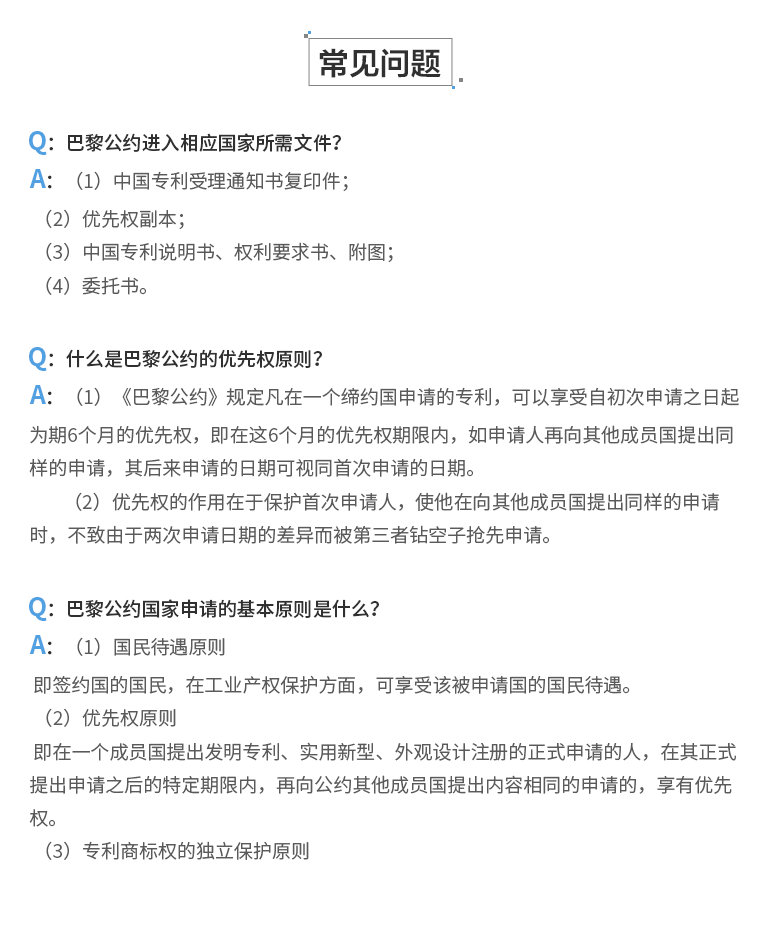 常见问题
Q：巴黎公约进入相应国家所需文件？
A：（1）中国专利受理通知书复印件；
（2）优先权副本；
（3）中国专利说明书、权利要求书、附图；
（4）委托书。
Q：什么是巴黎公约的优先权原则？
A：（1）《巴黎公约》规定凡在一个缔约国申请的专利，可以享受自初次申请之日起
为期6个月的优先权，即在这6个月的优先权期限内，如申请人再向其他成员国提出同
样的申请，其后来申请的日期可视同首次申请的日期。
（2）优先权的作用在于保护首次申请人，使他在向其他成员国提出同样的申请
时，不致由于两次申请日期的差异而被第三者钻空子抢先申请。
Q：巴黎公约国家申请的基本原则是什么？
A：（1）国民待遇原则
即签约国的国民，在工业产权保护方面，可享受该被申请国的国民待遇。
（2）优先权原则
即在一个成员国提出发明专利、实用新型、外观设计注册的正式申请的人，在其正式
提出申请之后的特定期限内，再向公约其他成员国提出内容相同的申请的，享有优先
权。
（3）专利商标权的独立保护原则